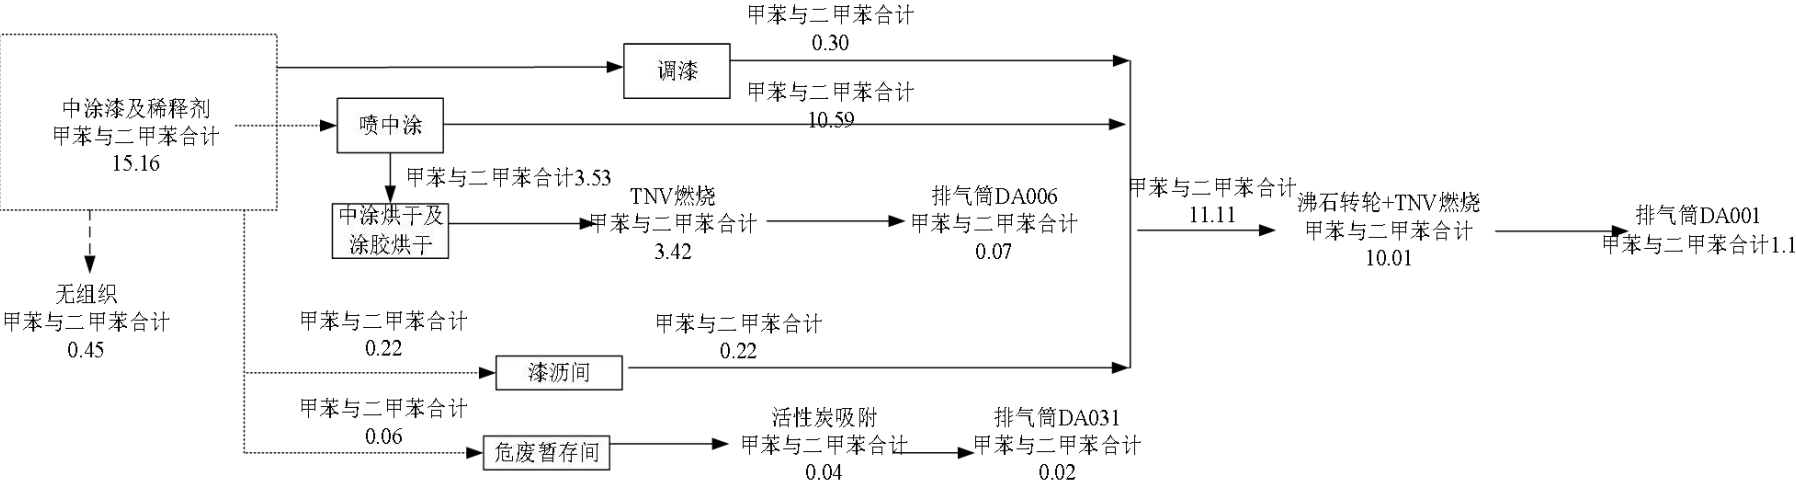 甲苯与二甲苯合计
0.30
调漆
中涂漆及稀释剂
甲苯与二甲苯合计
15.16
喷中涂
甲苯与二甲苯合计
10.59
甲苯与二甲苯合计3.53
中涂烘干及
涂胶烘干
TNV燃烧
甲苯与二甲苯合计
3.42
排气筒DA006
甲苯与二甲苯合计
0.07
甲苯与二甲苯合计
11.11
沸石转轮+TNV燃烧
甲苯与二甲苯合计
10.01
排气筒DA001
甲苯与二甲苯合计1.1
无组织
甲苯与二甲苯合计
0.45
甲苯与二甲苯合计
0.22
漆沥间
甲苯与二甲苯合计
0.22
甲苯与二甲苯合计
0.06
危废暂存间
活性炭吸附
甲苯与二甲苯合计
0.04
排气筒DA031
甲苯与二甲苯合计
0.02